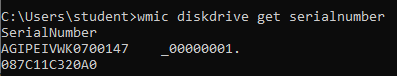 C:\Users\student>wmic diskdrive get serialnumber
SerialNumber
AGIPEIVWK0700147    _00000001.
087C11C320A0